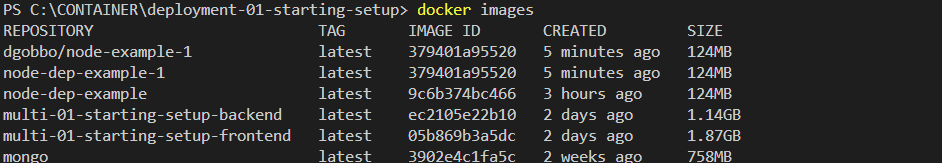 PS C:\CONTAINER\deployment-01-starting-setup> docker images
REPOSITORY TAG IMAGE ID CREATED SIZE
dgobbo/node-example-1 latest 379401a95520 5 minutes ago 124MB
node-dep-example-1 latest 379401a95520 5 minutes ago 124MB
node-dep-example latest 9c6b374bc466 3 hours ago 124MB
multi-01-starting-setup-backend latest ec2105e22b10 2 days ago 1.14GB
multi-01-starting-setup-frontend latest 05b869b3a5dc 2 days ago 1.87GB
mongo latest 3902e4c1fa5c 2 weeks ago 758MB